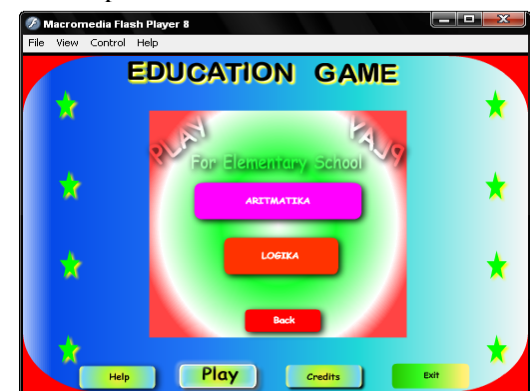 Macromedia Flash Player 8
File View Control Help
EDUCATION GAME
PLAY PLAY
For Elementary School
ARITMATIKA
LOGIKA
Back
Help Play Credits Exit